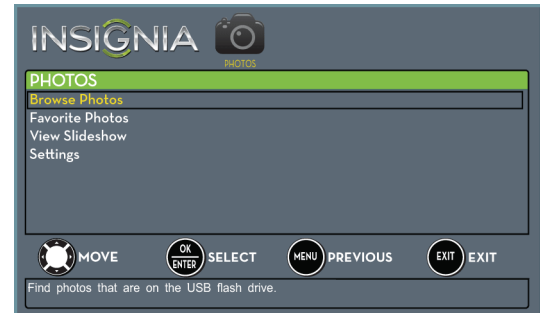 INSIGNIA
PHOTOS
PHOTOS
Browse Photos
Favorite Photos
View Slideshow
Settings
MOVE
OK
ENTER
SELECT
MENU
PREVIOUS
EXIT
EXIT
Find photos that are on the USB flash drive.